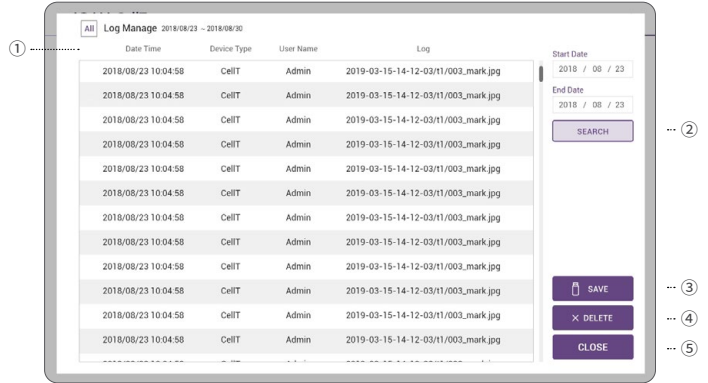 All Log Manage 2018/08/23 ~ 2018/08/30
① Date Time Device Type User Name Log
2018/08/23 10:04:58 CellT Admin 2019-03-15-14-12-03/t1/003_mark.jpg
2018/08/23 10:04:58 CellT Admin 2019-03-15-14-12-03/t1/003_mark.jpg
2018/08/23 10:04:58 CellT Admin 2019-03-15-14-12-03/t1/003_mark.jpg
2018/08/23 10:04:58 CellT Admin 2019-03-15-14-12-03/t1/003_mark.jpg
2018/08/23 10:04:58 CellT Admin 2019-03-15-14-12-03/t1/003_mark.jpg
2018/08/23 10:04:58 CellT Admin 2019-03-15-14-12-03/t1/003_mark.jpg
2018/08/23 10:04:58 CellT Admin 2019-03-15-14-12-03/t1/003_mark.jpg
2018/08/23 10:04:58 CellT Admin 2019-03-15-14-12-03/t1/003_mark.jpg
2018/08/23 10:04:58 CellT Admin 2019-03-15-14-12-03/t1/003_mark.jpg
2018/08/23 10:04:58 CellT Admin 2019-03-15-14-12-03/t1/003_mark.jpg
2018/08/23 10:04:58 CellT Admin 2019-03-15-14-12-03/t1/003_mark.jpg
2018/08/23 10:04:58 CellT Admin 2019-03-15-14-12-03/t1/003_mark.jpg
Start Date
2018 / 08 / 23
End Date
2018 / 08 / 23
SEARCH ②
SAVE ③
× DELETE ④
CLOSE ⑤